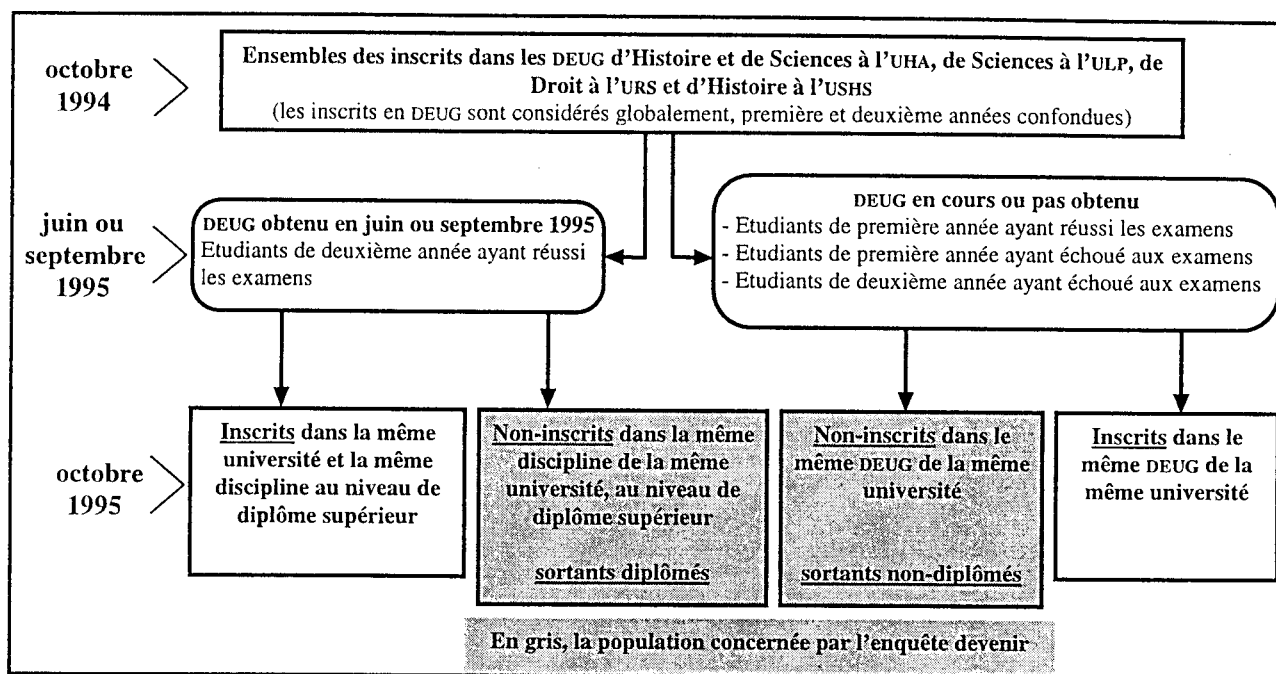 octobre
1994
Ensembles des inscrits dans les DEUG d'Histoire et de Sciences à l'UHA, de Sciences à l'ULP, de
Droit à l'URS et d'Histoire à l'USHS
(les inscrits en DEUG sont considérés globalement, première et deuxième années confondues)
juin ou
septembre
1995
DEUG obtenu en juin ou septembre 1995
Etudiants de deuxième année ayant réussi
les examens
DEUG en cours ou pas obtenu
- Etudiants de première année ayant réussi les examens
- Etudiants de première année ayant échoué aux examens
- Etudiants de deuxième année ayant échoué aux examens
octobre
1995
Inscrits dans la même
université et la même
discipline au niveau de
diplôme supérieur
Non-inscrits dans la même
discipline de la même
université, au niveau de
diplôme supérieur
sortants diplômés
Non-inscrits dans le
même DEUG de la même
université
sortants non-diplômés
Inscrits dans le
même DEUG de la
même université
En gris, la population concernée par l'enquête devenir